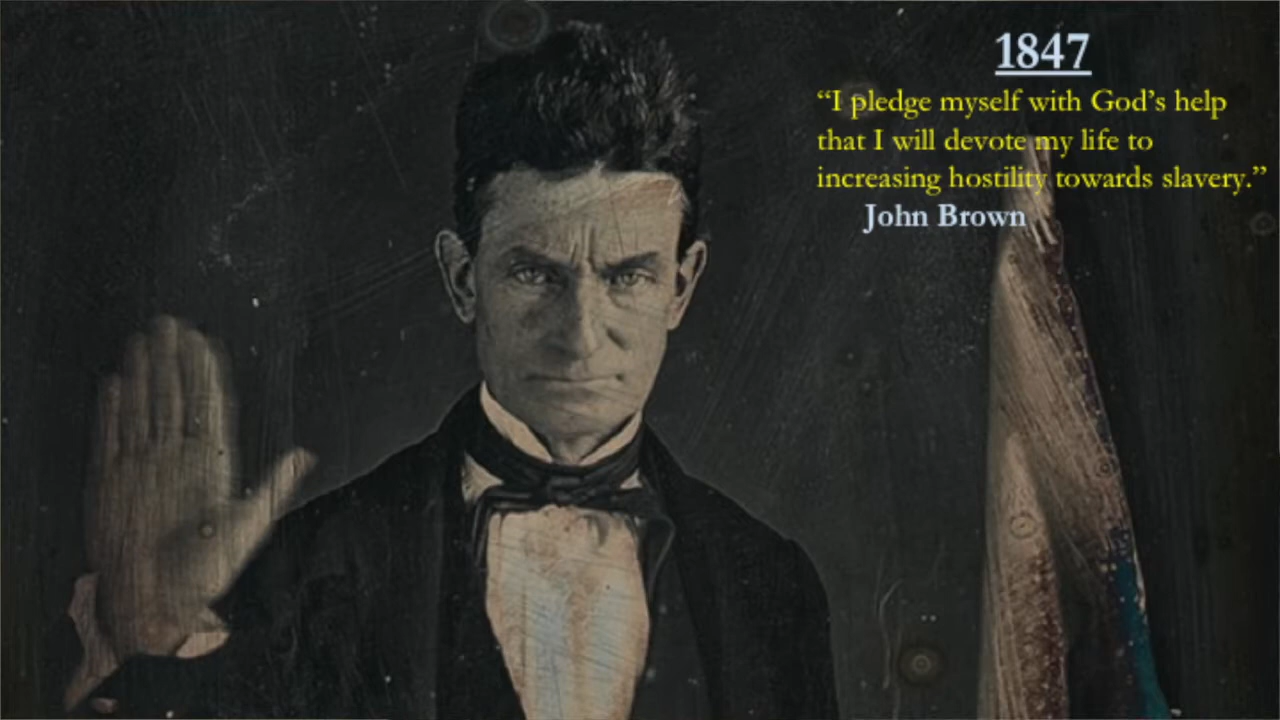 1847
“I pledge myself with God’s help
that I will devote my life to
increasing hostility towards slavery.”
John Brown